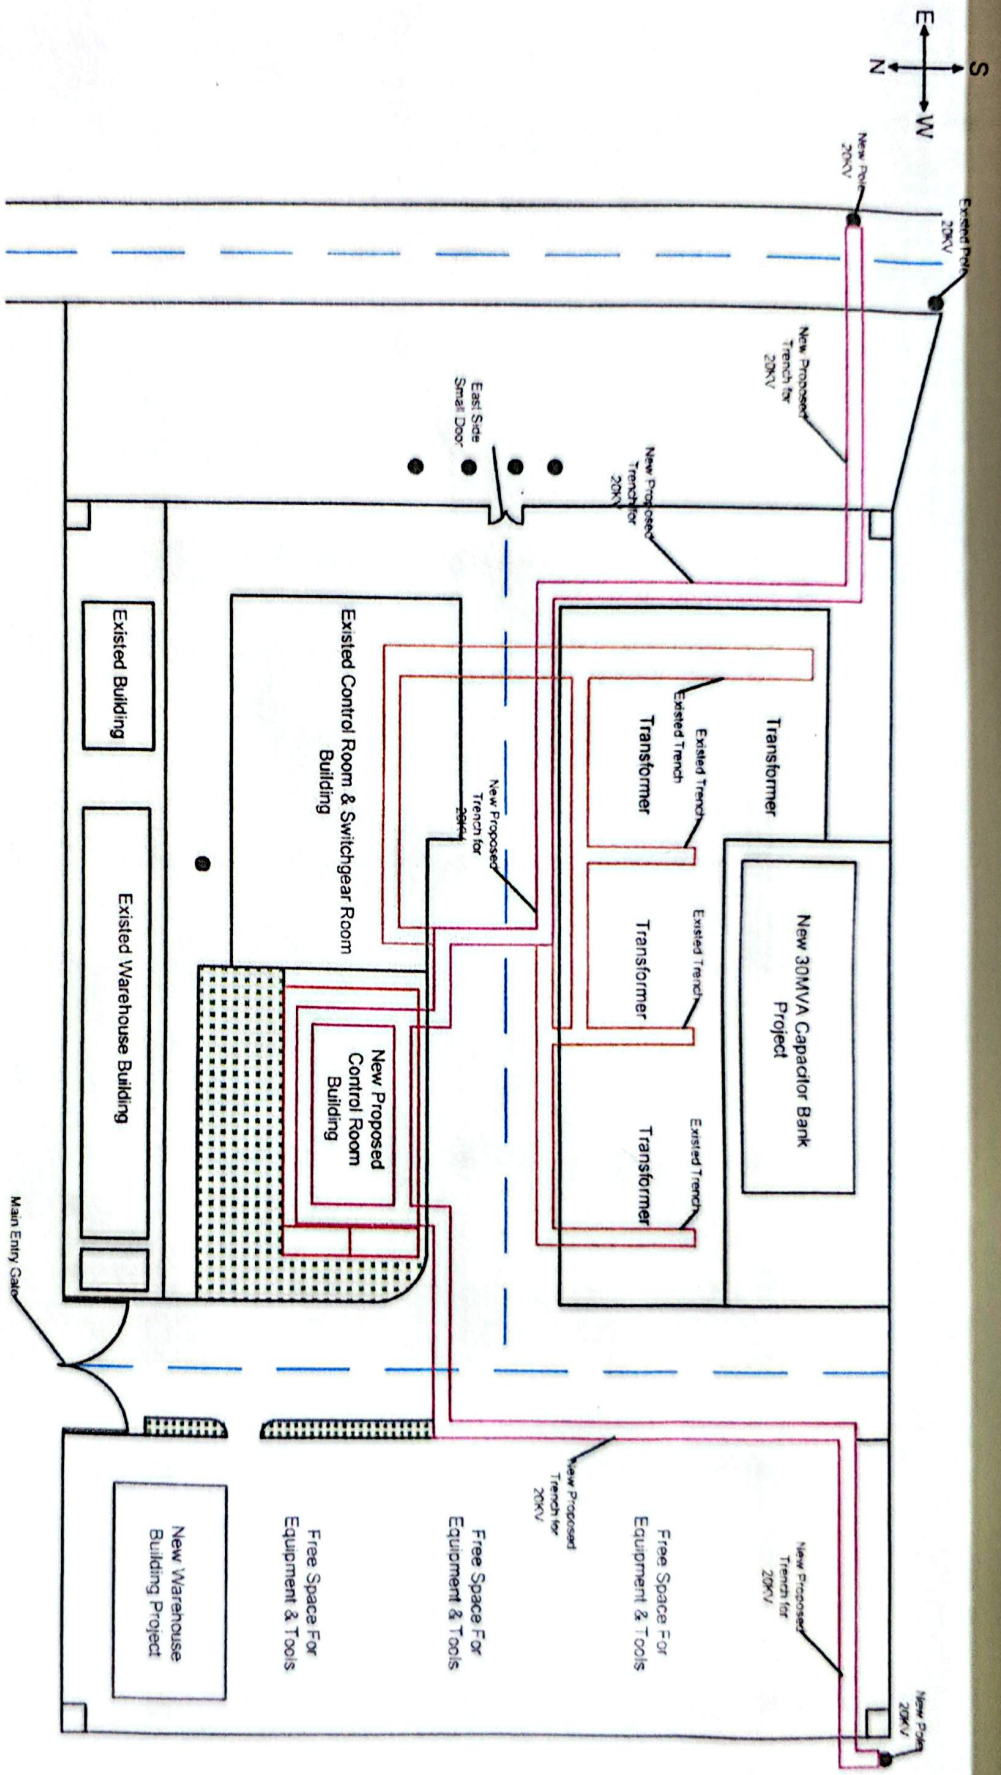 E
S
N
W
New Pole
20KV
Existed Pole
20KV
New Proposed
Trench for
20KV
East Side
Small Door
New Proposed
Trench for
20KV
Existed Building
Existed Control Room & Switchgear Room
Building
Existed Trench
Existed Trench
Transformer
Transformer
New Proposed
Trench for
20KV
Existed Warehouse Building
Transformer
Existed Trench
New 30MVA Capacitor Bank
Project
New Proposed
Control Room
Building
Transformer
Existed Trench
Main Entry Gate
New Proposed
Trench for
20KV
New Warehouse
Building Project
Free Space For
Equipment & Tools
Free Space For
Equipment & Tools
Free Space For
Equipment & Tools
New Proposed
Trench for
20KV
New Pole
20KV